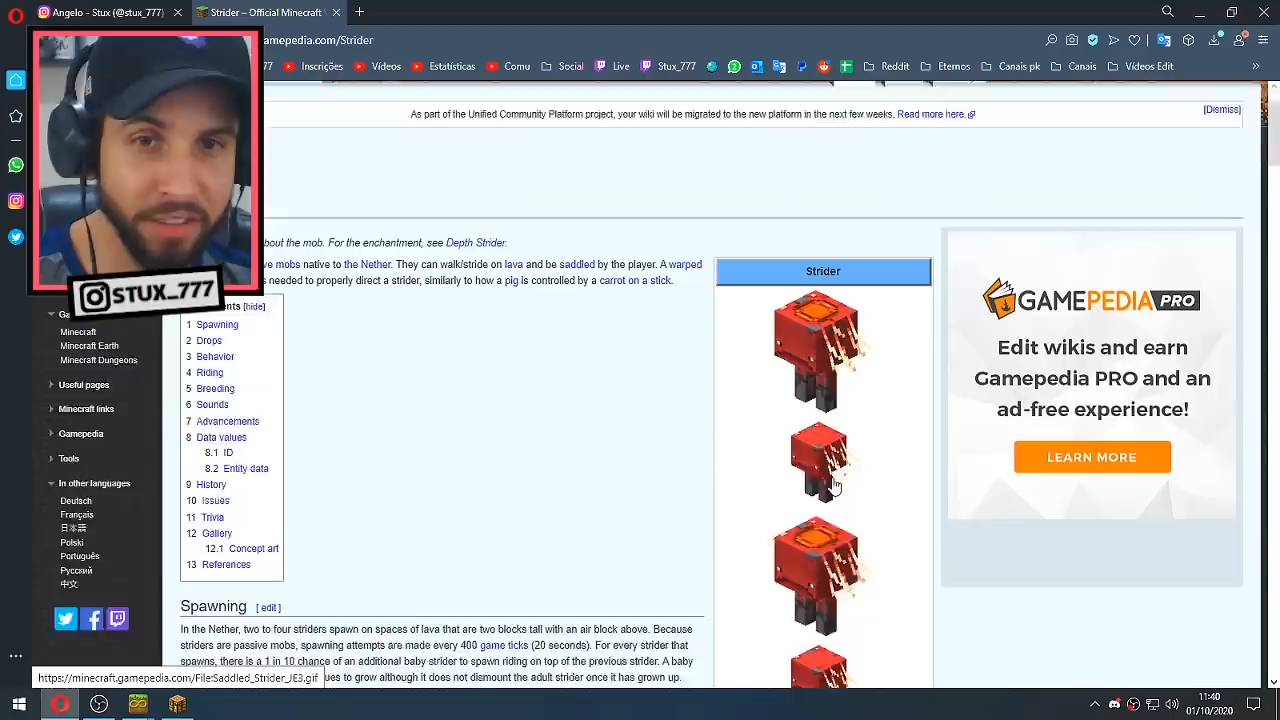 Angelo - Stux (@stux_777)
Strider – Official Minecraft
amepedia.com/Strider
77
Inscrições
Vídeos
Estatísticas
Comu
Social
Live
Stux_777
Reddit
Eternos
Canais pk
Canais
Vídeos Edit
As part of the Unified Community Platform project, your wiki will be migrated to the new platform in the next few weeks. Read more here.
[Dismiss]
bout the mob. For the enchantment, see Depth Strider.
ve mobs native to the Nether. They can walk/stride on lava and be saddled by the player. A warped
s needed to properly direct a strider, similarly to how a pig is controlled by a carrot on a stick.
STUX_777
ents [hide]
1 Spawning
2 Drops
3 Behavior
4 Riding
5 Breeding
6 Sounds
7 Advancements
8 Data values
8.1 ID
8.2 Entity data
9 History
10 Issues
11 Trivia
12 Gallery
12.1 Concept art
13 References
Minecraft
Minecraft Earth
Minecraft Dungeons
Useful pages
Minecraft links
Gamepedia
Tools
In other languages
Deutsch
Français
日本語
Polski
Português
Русский
中文
Strider
GAMEPEDIA PRO
Edit wikis and earn
Gamepedia PRO and an
ad-free experience!
LEARN MORE
Spawning [ edit ]
In the Nether, two to four striders spawn on spaces of lava that are two blocks tall with an air block above. Because
striders are passive mobs, spawning attempts are made every 400 game ticks (20 seconds). For every strider that
spawns, there is a 1 in 10 chance of an additional baby strider to spawn riding on top of the previous strider. A baby
ues to grow although it does not dismount the adult strider once it has grown up.
https://minecraft.gamepedia.com/File:Saddled_Strider_JE3.gif
11:40
01/10/2020